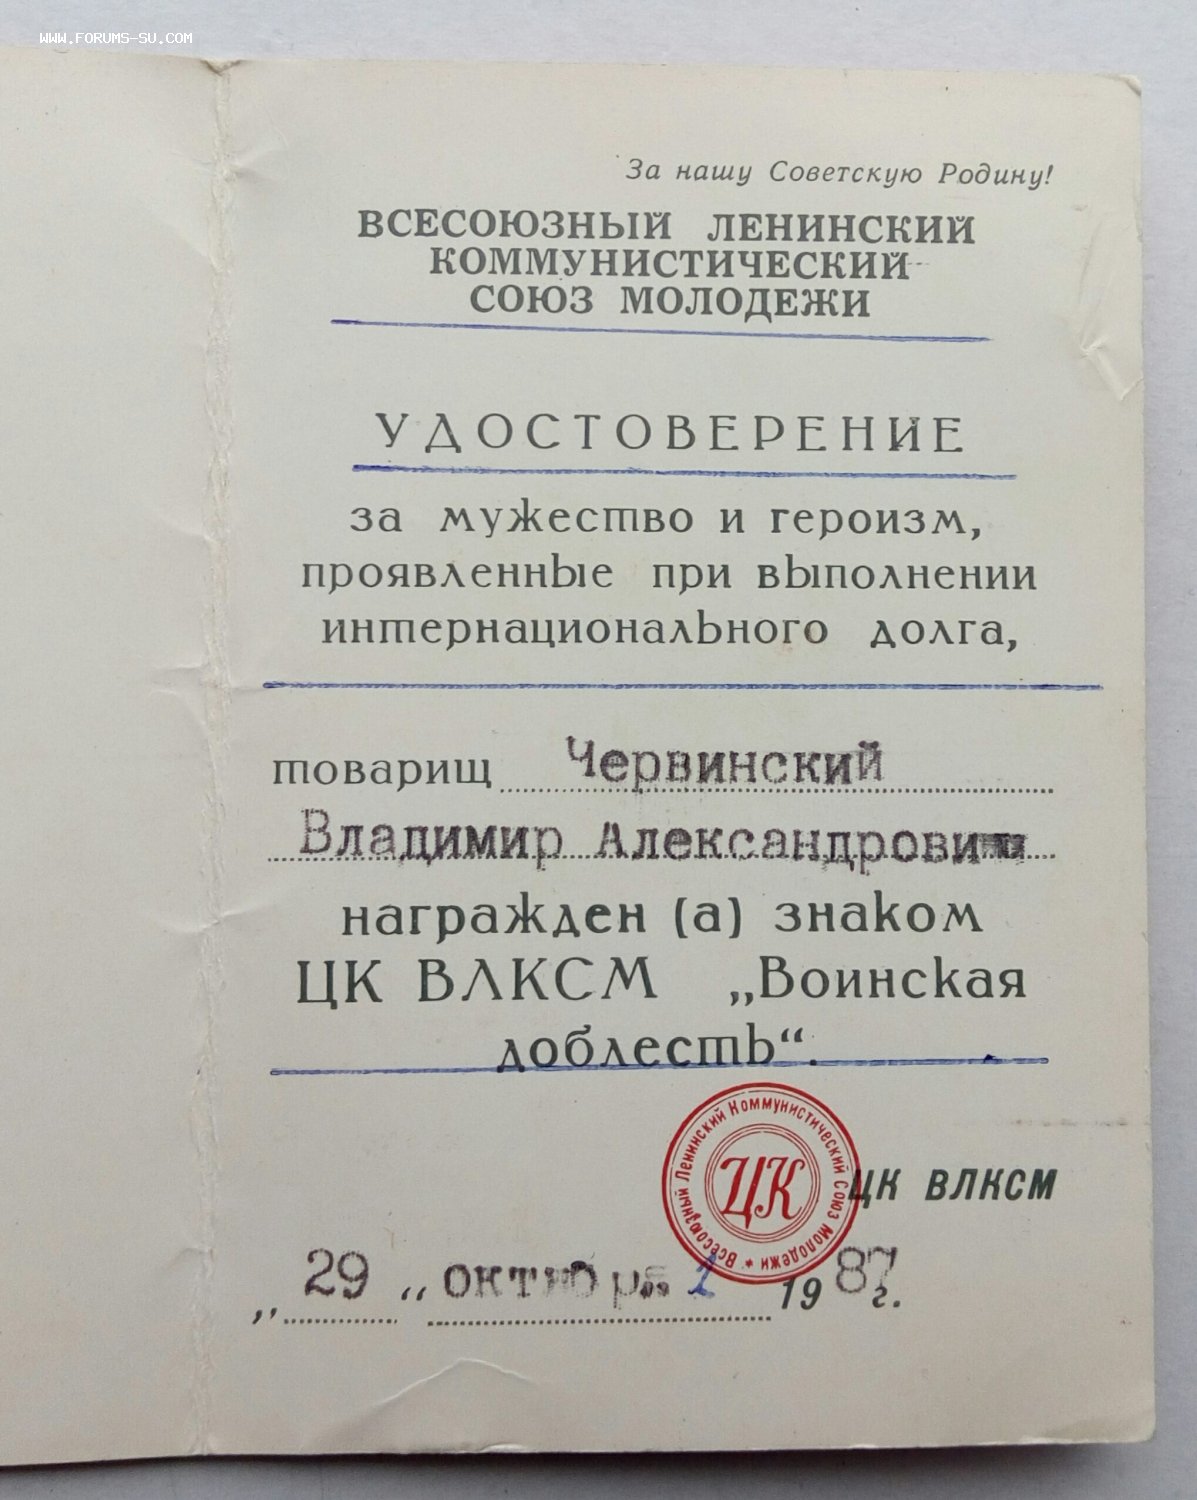 WWW.FORUMS-SU.COM
За нашу Советскую Родину!
ВСЕСОЮЗНЫЙ ЛЕНИНСКИЙ
КОММУНИСТИЧЕСКИЙ
СОЮЗ МОЛОДЕЖИ
УДОСТОВЕРЕНИЕ
за мужество и героизм,
проявленные при выполнении
интернационального долга,
товарищ Червинский
Владимир Александрович
награжден (а) знаком
ЦК ВЛКСМ „Воинская
доблесть“.
Всесоюзный Ленинский Коммунистический Союз Молодежи *
ЦК
ЦК ВЛКСМ
„ 29 “ октября 1987 г.